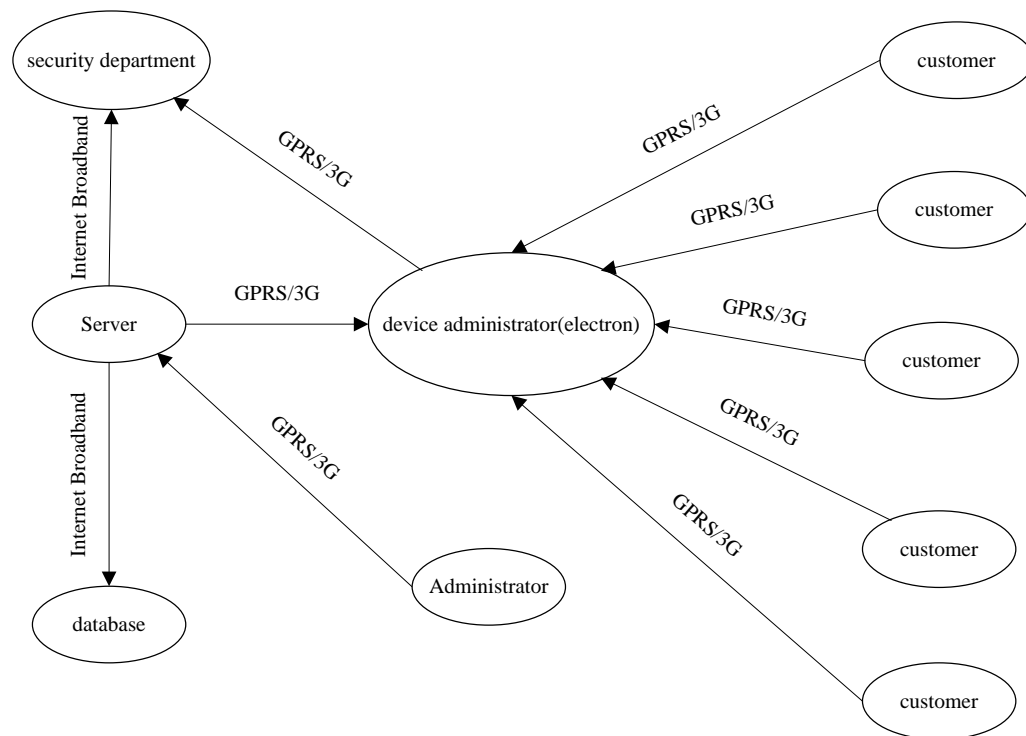 security department
customer
GPRS/3G
GPRS/3G
Internet Broadband
GPRS/3G
customer
GPRS/3G
Server
device administrator(electron)
GPRS/3G
customer
GPRS/3G
GPRS/3G
Internet Broadband
GPRS/3G
customer
Administrator
database
customer